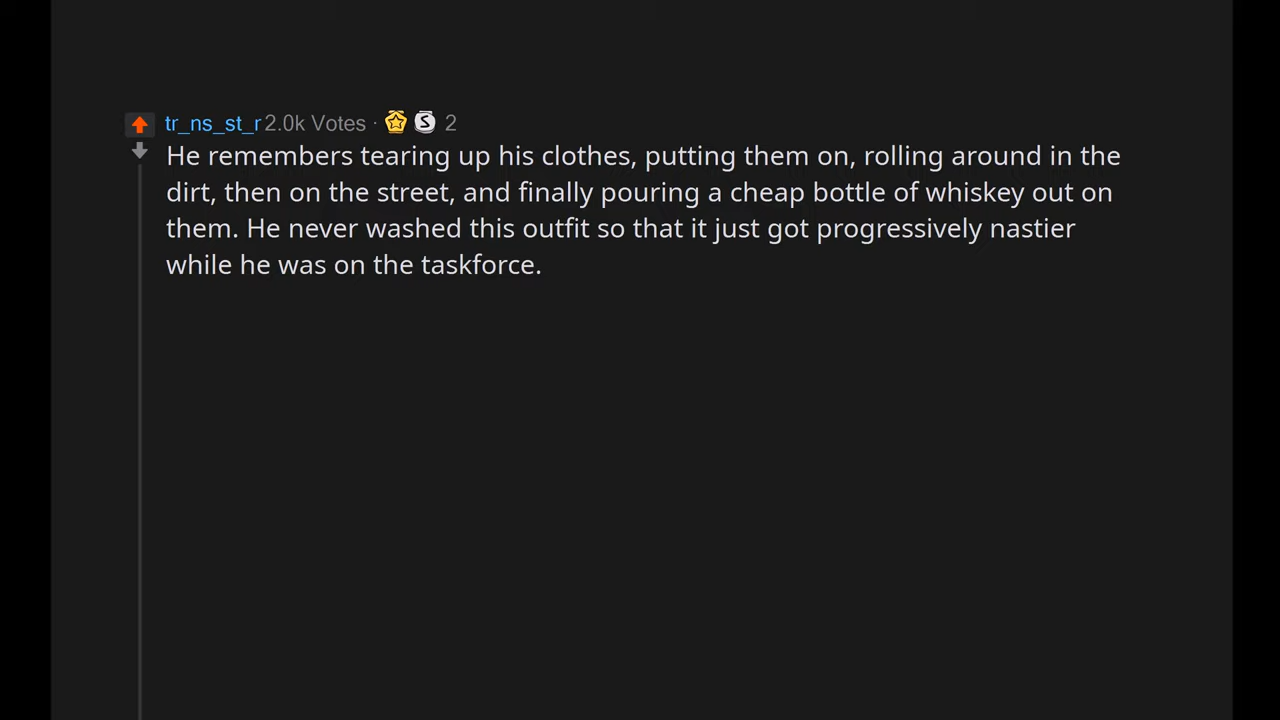 tr_ns_st_r 2.0k Votes · S 2
He remembers tearing up his clothes, putting them on, rolling around in the
dirt, then on the street, and finally pouring a cheap bottle of whiskey out on
them. He never washed this outfit so that it just got progressively nastier
while he was on the taskforce.